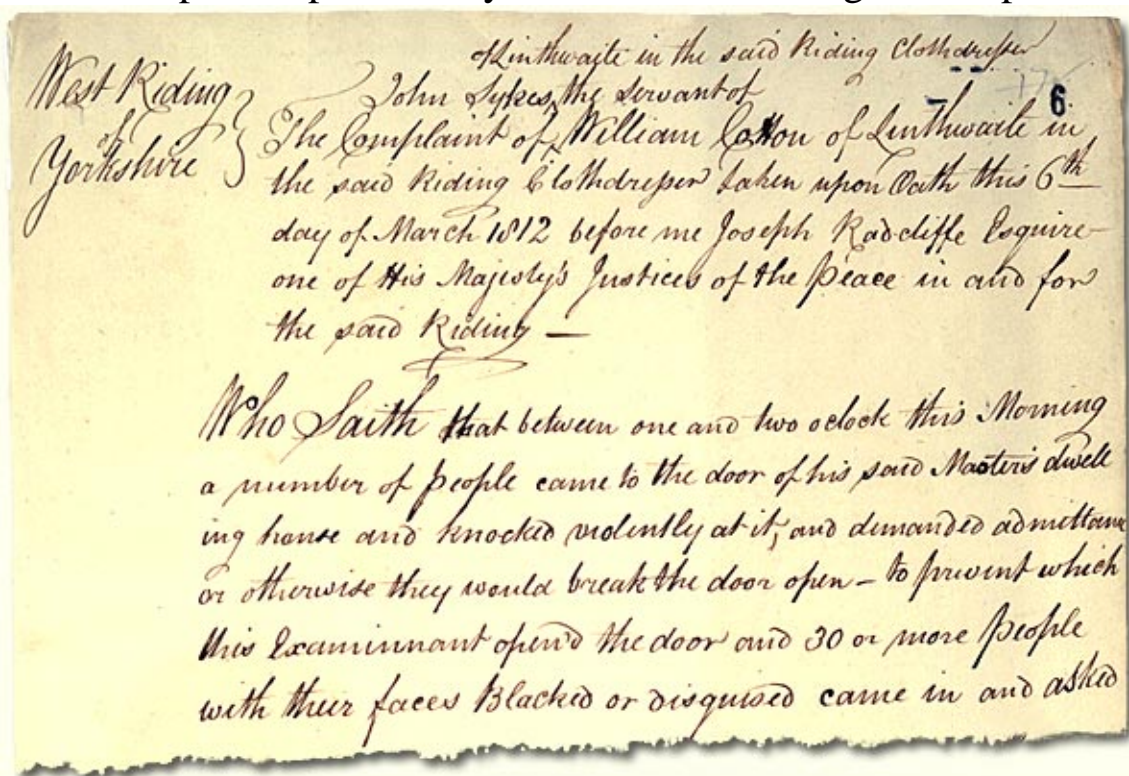 Linthwaite in the said Riding Clothdresser
6
West Riding
of
Yorkshire
John Sykes, the Servant of
The Complaint of William Cotton of Linthwaite in
the said Riding Clothdresser taken upon Oath this 6th
day of March 1812 before me Joseph Radcliffe Esquire
one of His Majesty's Justices of the Peace in and for
the said Riding —
Who Saith that between one and two oclock this Morning
a number of People came to the door of his said Master's dwell
ing house and knocked violently at it, and demanded admittance
or otherwise they would break the door open – to prevent which
this Examinnant open'd the door and 30 or more People
with their faces Blacked or disguised came in and asked